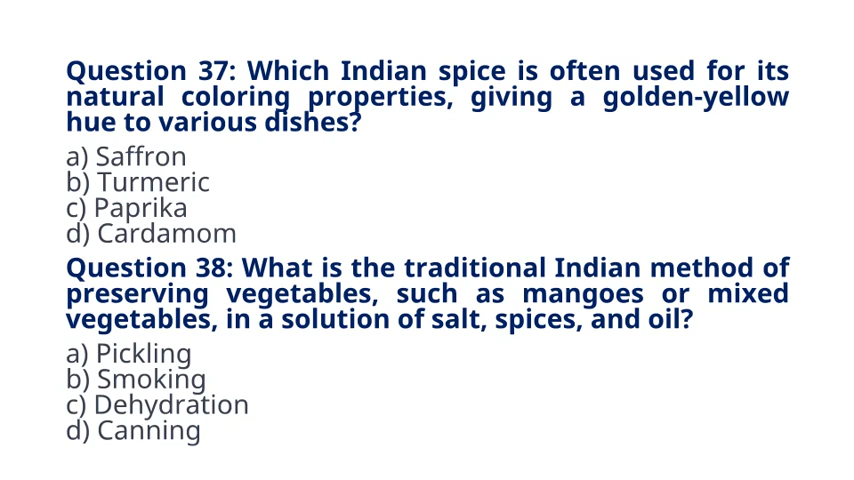 Question 37: Which Indian spice is often used for its
natural coloring properties, giving a golden-yellow
hue to various dishes?
a) Saffron
b) Turmeric
c) Paprika
d) Cardamom
Question 38: What is the traditional Indian method of
preserving vegetables, such as mangoes or mixed
vegetables, in a solution of salt, spices, and oil?
a) Pickling
b) Smoking
c) Dehydration
d) Canning